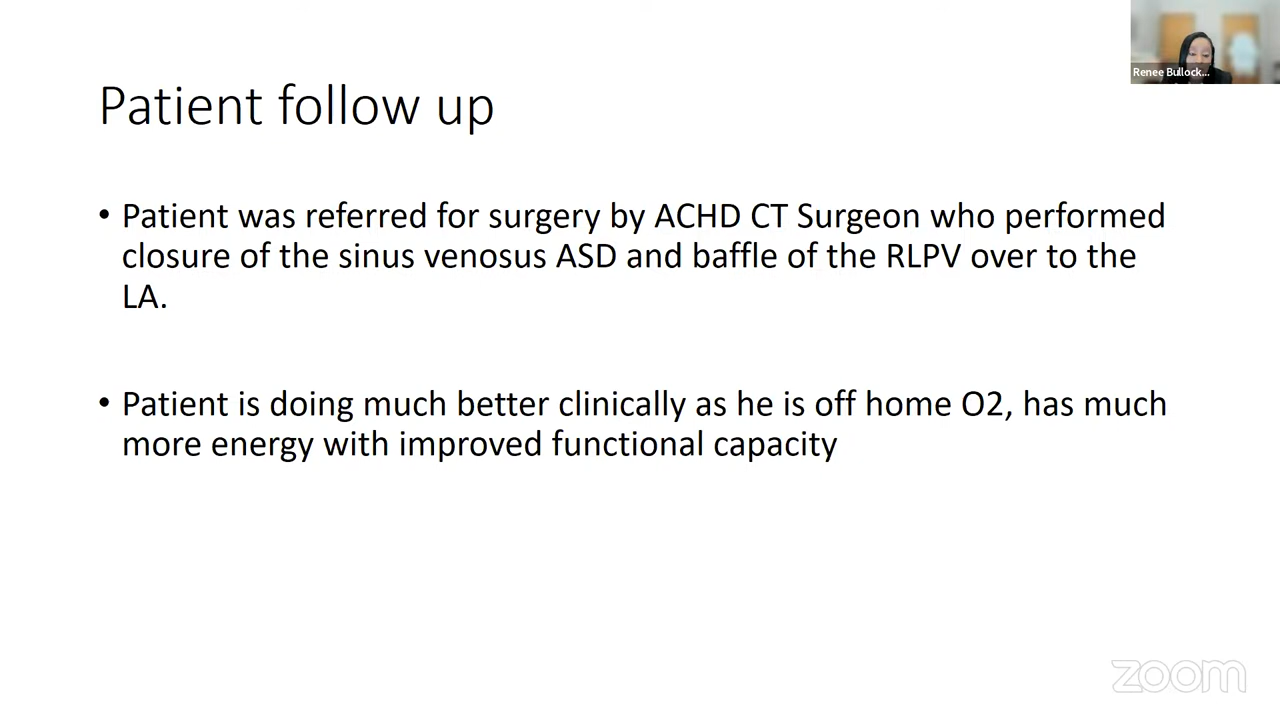 Renee Bullock...
Patient follow up
• Patient was referred for surgery by ACHD CT Surgeon who performed
closure of the sinus venosus ASD and baffle of the RLPV over to the
LA.
• Patient is doing much better clinically as he is off home O2, has much
more energy with improved functional capacity
zoom